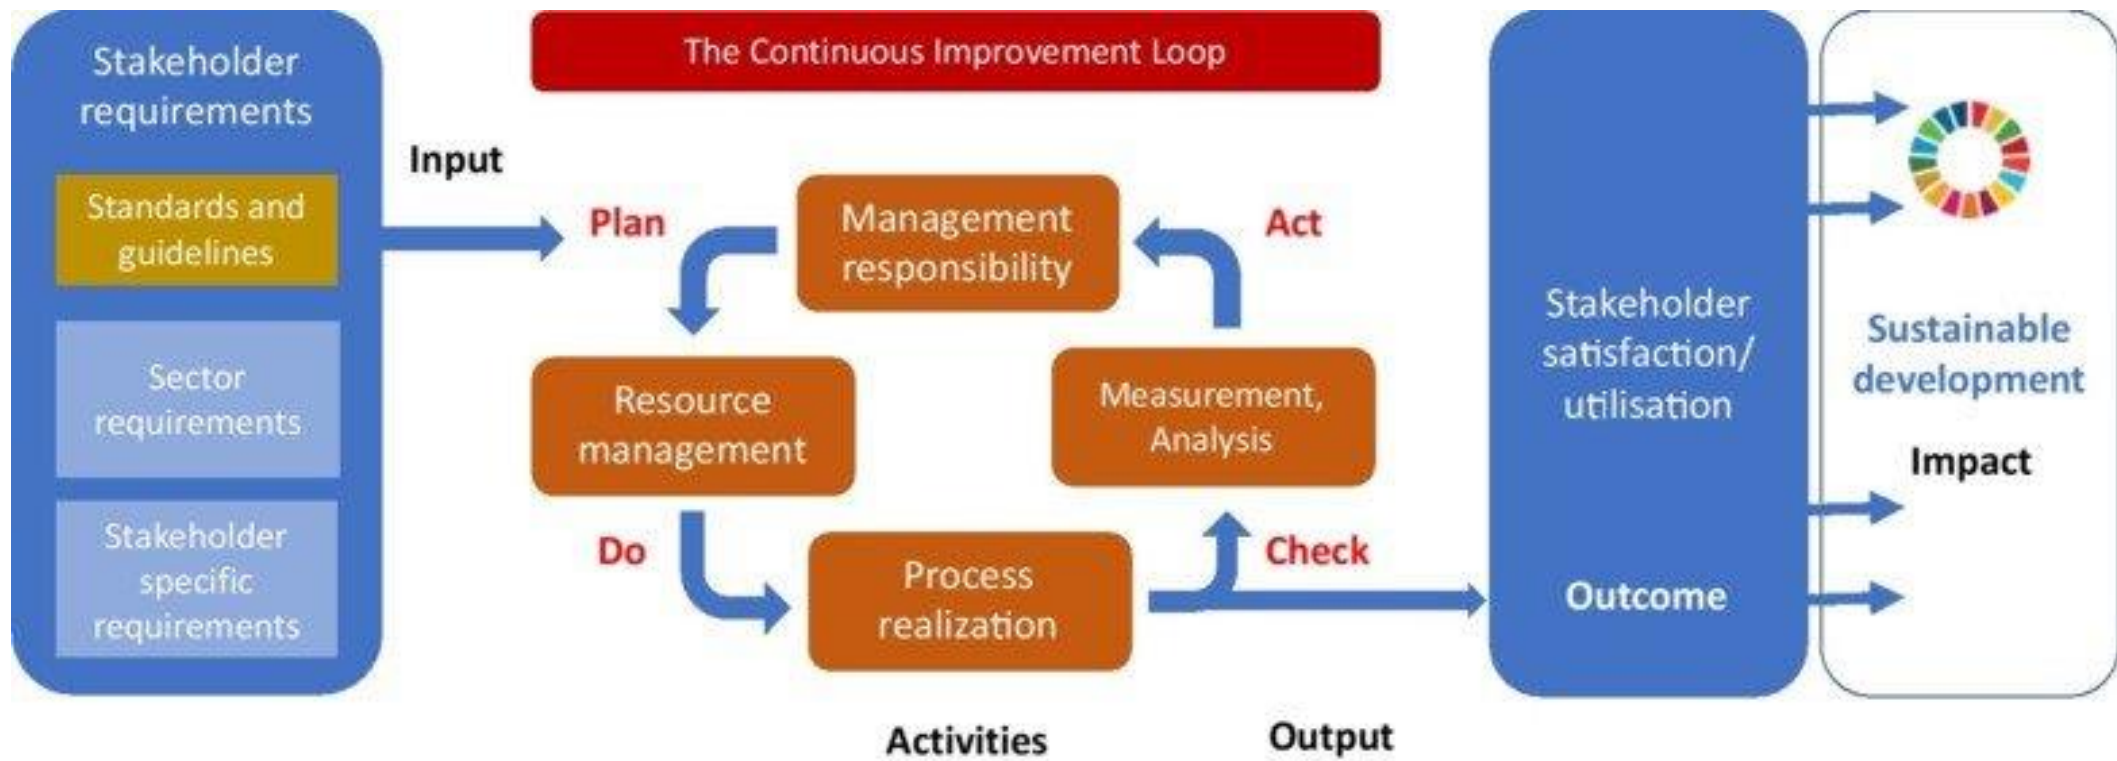 Stakeholder
requirements
Standards and
guidelines
Sector
requirements
Stakeholder
specific
requirements
Input
The Continuous Improvement Loop
Plan
Management
responsibility
Act
Resource
management
Measurement,
Analysis
Do
Process
realization
Check
Activities
Output
Stakeholder
satisfaction/
utilisation
Outcome
Sustainable
development
Impact